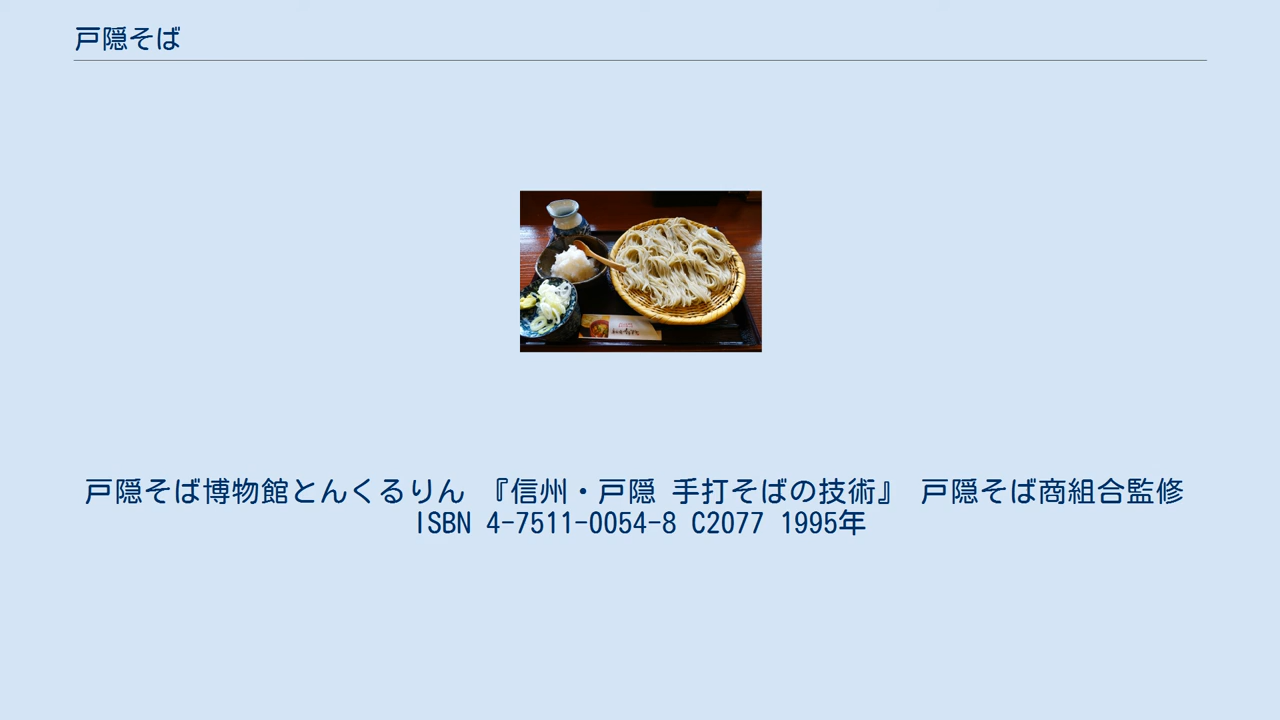 戸隠そば
戸隠そば博物館とんくるりん 『信州・戸隠 手打そばの技術』 戸隠そば商組合監修
ISBN 4-7511-0054-8 C2077 1995年